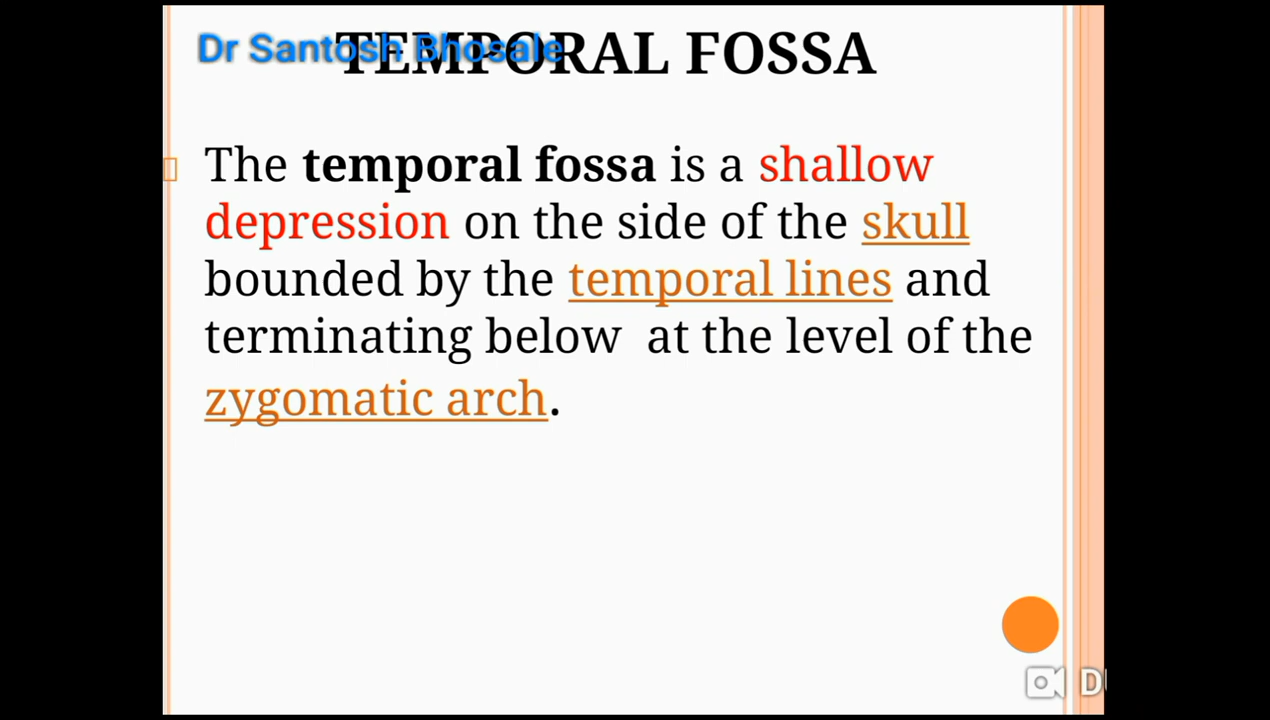 Dr Santosh Bhosale
TEMPORAL FOSSA
The temporal fossa is a shallow
depression on the side of the skull
bounded by the temporal lines and
terminating below at the level of the
zygomatic arch.